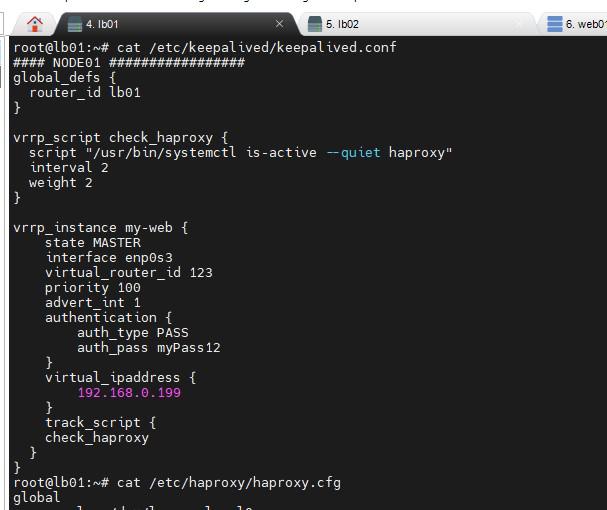 4. lb01
5. lb02
6. web01
root@lb01:~# cat /etc/keepalived/keepalived.conf
#### NODE01 #################
global_defs {
  router_id lb01
}
vrrp_script check_haproxy {
  script "/usr/bin/systctl is-active --quiet haproxy"
  interval 2
  weight 2
}
vrrp_instance my-web {
    state MASTER
    interface enp0s3
    virtual_router_id 123
    priority 100
    advert_int 1
    authentication {
        auth_type PASS
        auth_pass myPass12
    }
    virtual_ipaddress {
        192.168.0.199
    }
    track_script {
    check_haproxy
  }
}
root@lb01:~# cat /etc/haproxy/haproxy.cfg
global